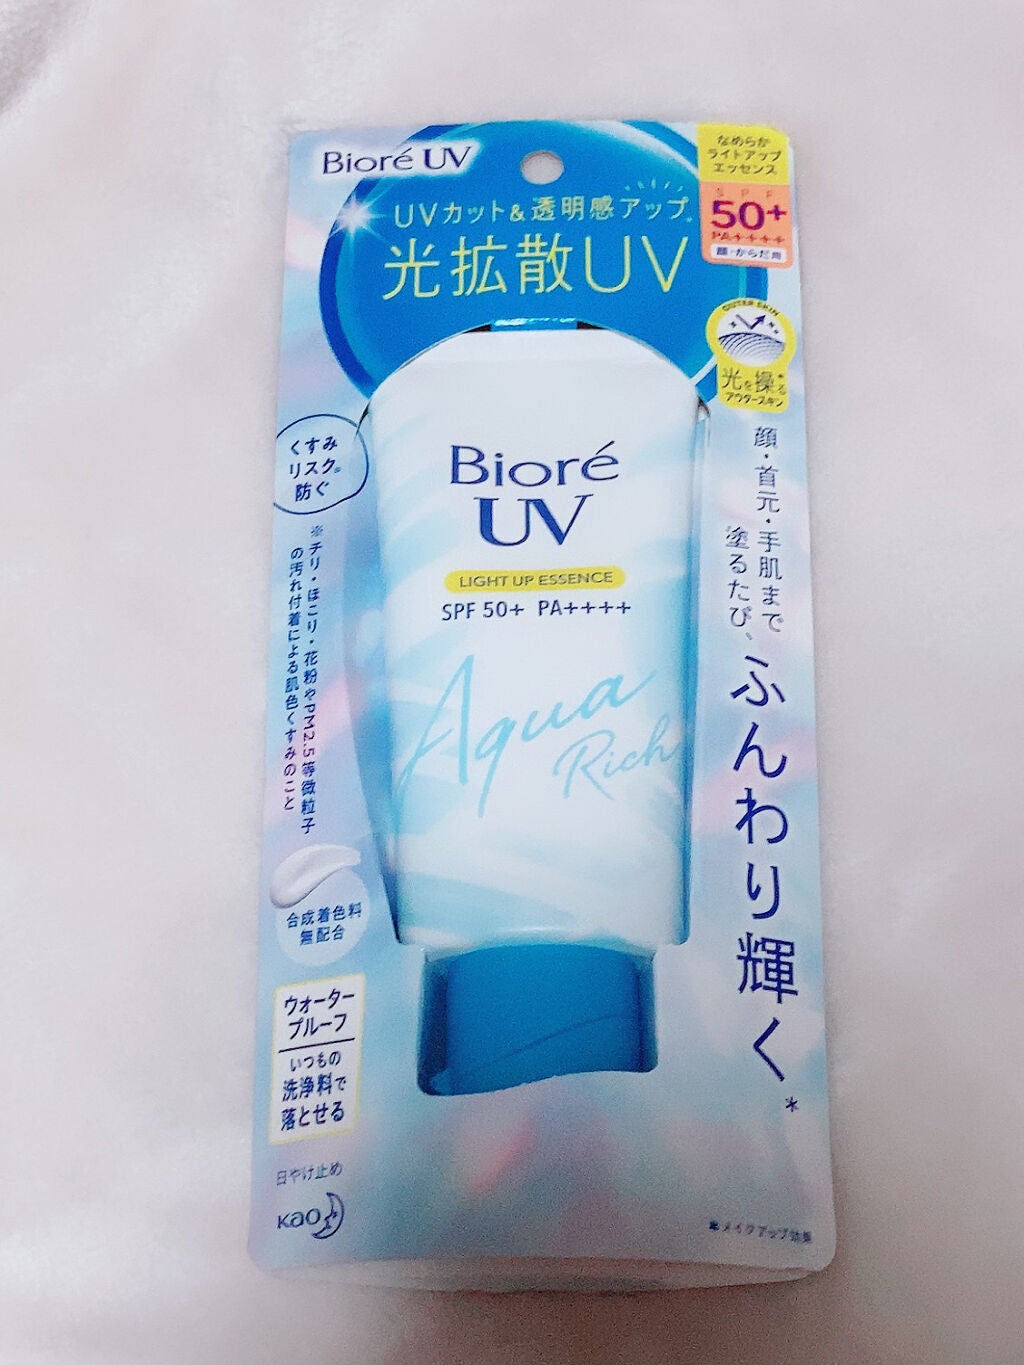 Bioré UV
UVカット&透明感アップ*
光拡散UV
なめらか
ライトアップ
エッセンス
SPF
50+
PA++++
顔・からだ用
OUTER SKIN
光を操る*
アウタースキン
くすみ
リスク※
防ぐ
※チリ・ほこり・花粉やPM2.5等微粒子
の汚れ付着による肌色くすみのこと
顔・首元・手肌まで
塗るたび、ふんわり輝く*
Bioré
UV
LIGHT UP ESSENCE
SPF 50+ PA++++
Aqua
Rich
合成着色料
無配合
ウォーター
プルーフ
いつもの
洗浄料で
落とせる
日やけ止め
Kao
*メイクアップ効果